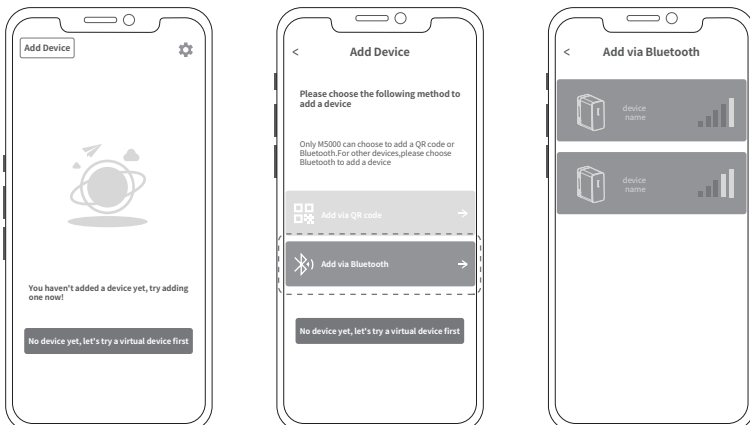 Add Device
You haven't added a device yet, try adding
one now!
No device yet, let's try a virtual device first
<
Add Device
Please choose the following method to
add a device
Only M5000 can choose to add a QR code or
Bluetooth.For other devices,please choose
Bluetooth to add a device
Add via QR code
Add via Bluetooth
No device yet, let's try a virtual device first
<
Add via Bluetooth
device
name
device
name